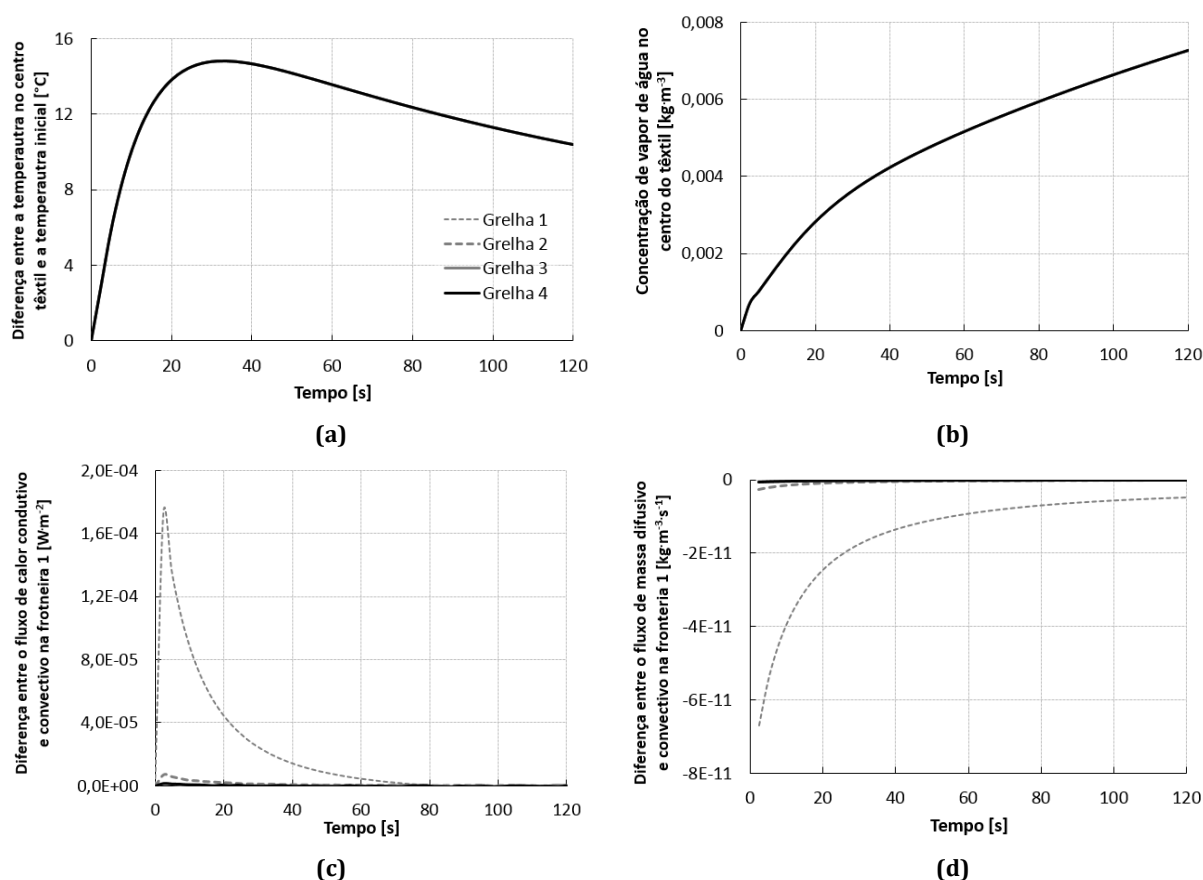 Diferença entre a temperautra no centro
têxtil e a temperautra inicial [°C]
16
12
8
4
0
0 20 40 60 80 100 120
Tempo [s]
Grelha 1
Grelha 2
Grelha 3
Grelha 4
(a)
Concentração de vapor de água no
centro do têxtil [kg·m⁻³]
0,008
0,006
0,004
0,002
0
0 20 40 60 80 100 120
Tempo [s]
(b)
Diferença entre o fluxo de calor condutivo
e convectivo na frotneira 1 [W·m⁻²]
2,0E-04
1,6E-04
1,2E-04
8,0E-05
4,0E-05
0,0E+00
0 20 40 60 80 100 120
Tempo [s]
(c)
Diferença entre o fluxo de massa difusivo
e convectivo na fronteria 1 [kg·m⁻³·s⁻¹]
0
-2E-11
-4E-11
-6E-11
-8E-11
0 20 40 60 80 100 120
Tempo [s]
(d)